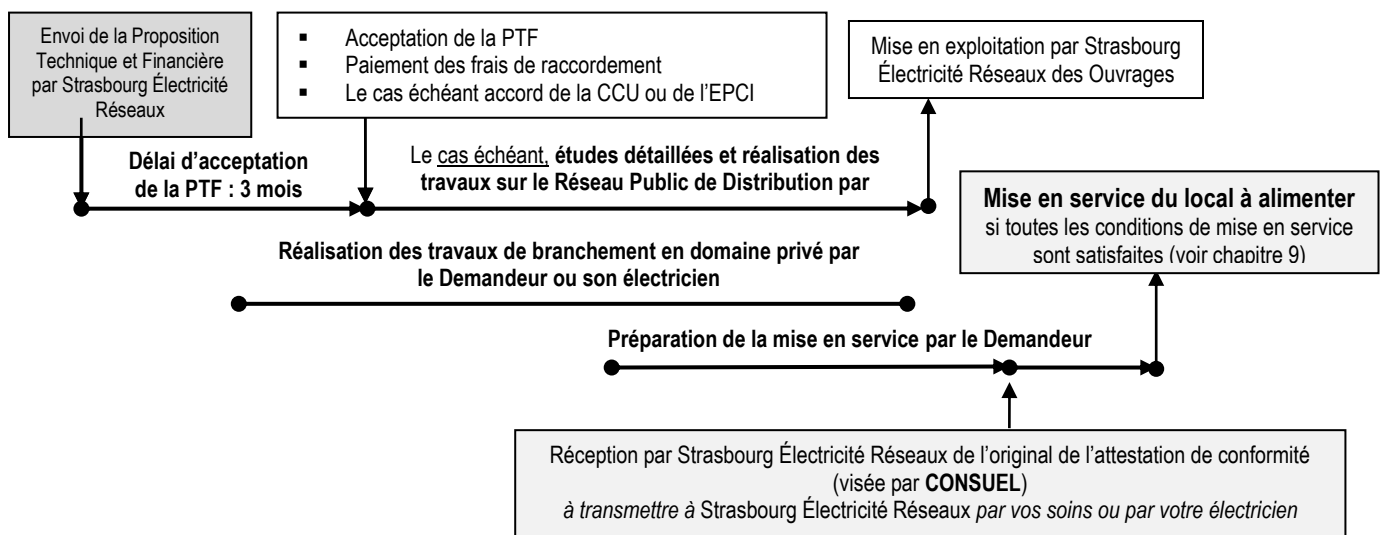 Envoi de la Proposition
Technique et Financière
par Strasbourg Électricité
Réseaux
▪ Acceptation de la PTF
▪ Paiement des frais de raccordement
▪ Le cas échéant accord de la CCU ou de l'EPCI
Mise en exploitation par Strasbourg
Électricité Réseaux des Ouvrages
Délai d'acceptation
de la PTF : 3 mois
Le cas échéant, études détaillées et réalisation des
travaux sur le Réseau Public de Distribution par
Mise en service du local à alimenter
si toutes les conditions de mise en service
sont satisfaites (voir chapitre 9)
Réalisation des travaux de branchement en domaine privé par
le Demandeur ou son électricien
Préparation de la mise en service par le Demandeur
Réception par Strasbourg Électricité Réseaux de l'original de l'attestation de conformité
(visée par CONSUEL)
à transmettre à Strasbourg Électricité Réseaux par vos soins ou par votre électricien